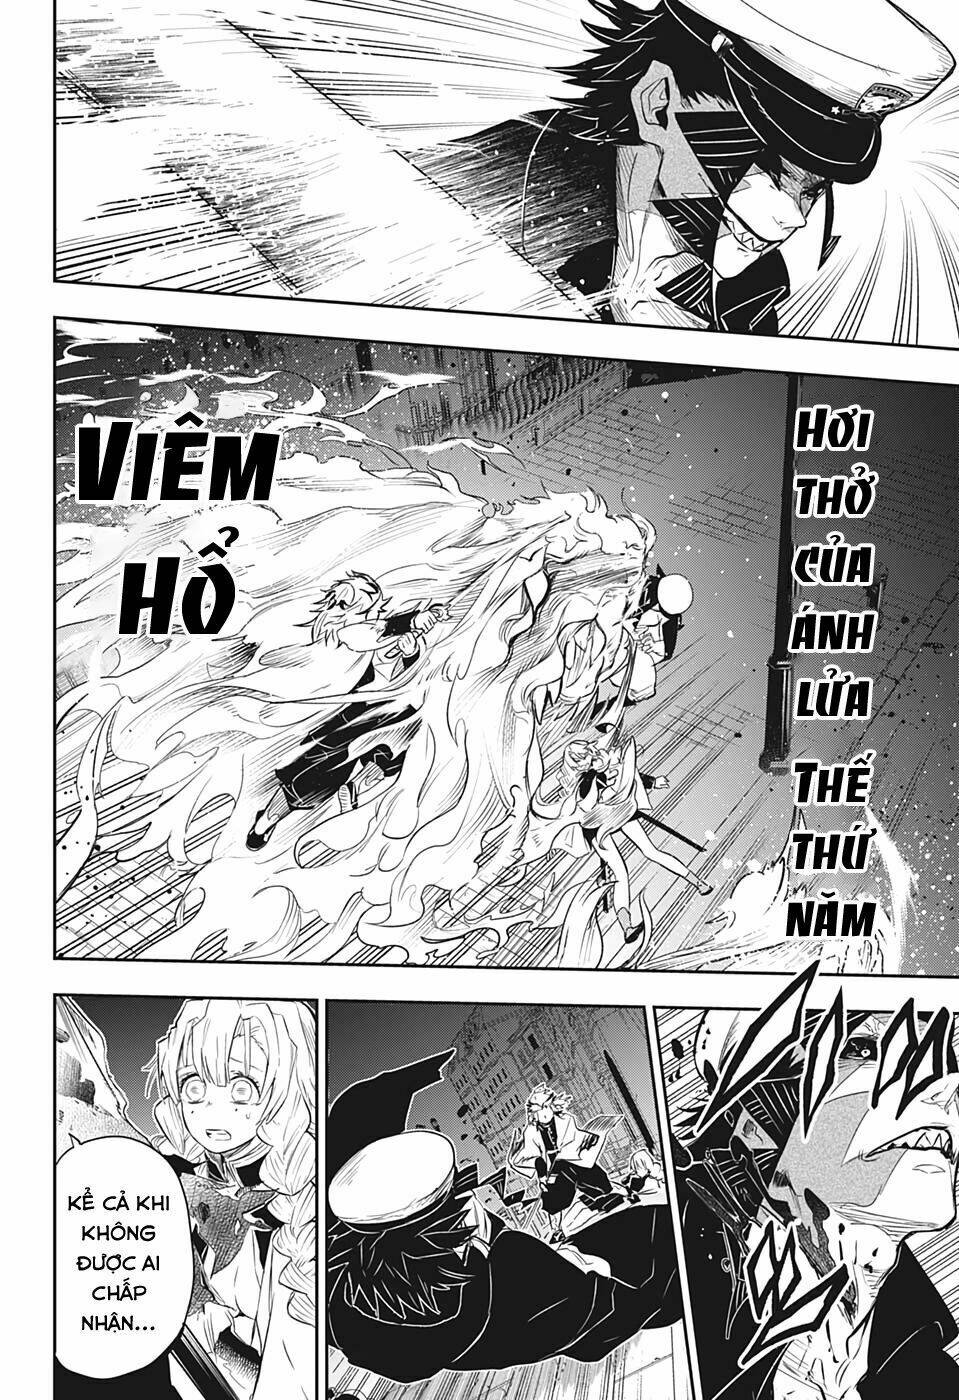 HƠI
THỞ
CỦA
ÁNH
LỬA
THẾ
THỨ
NĂM
VIÊM
HỔ
KỂ CẢ KHI
KHÔNG
ĐƯỢC AI
CHẤP
NHẬN...